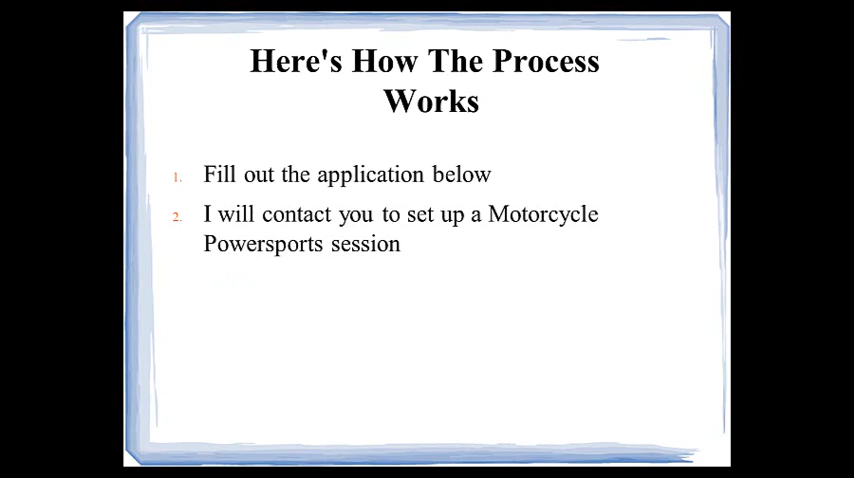 Here's How The Process
Works
1. Fill out the application below
2. I will contact you to set up a Motorcycle
Powersports session